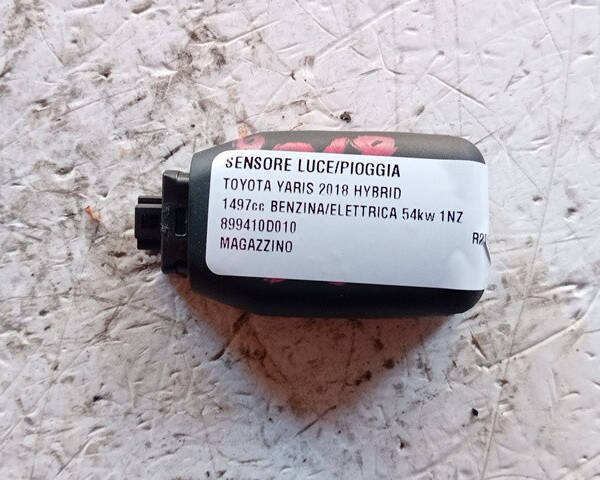 SENSORE LUCE/PIOGGIA
TOYOTA YARIS 2018 HYBRID
1497cc BENZINA/ELETTRICA 54kw 1NZ
899410D010
MAGAZZINO